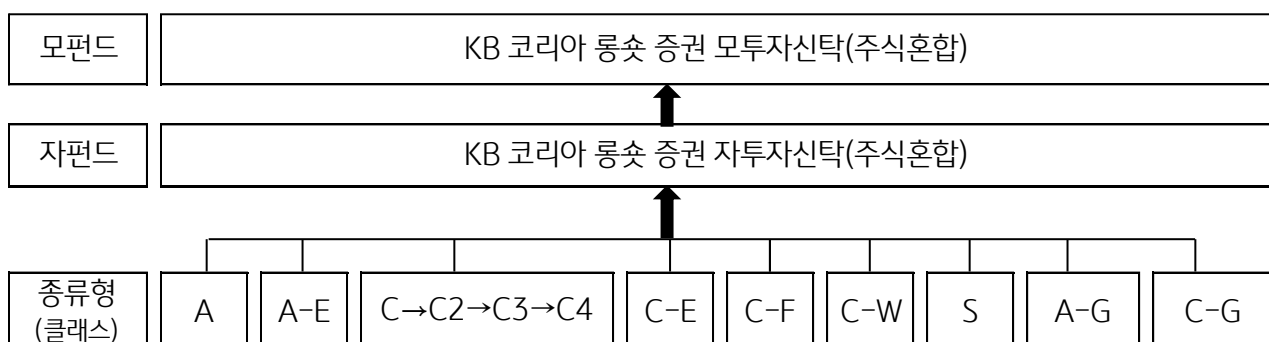 모펀드
KB 코리아 롱숏 증권 모투자신탁(주식혼합)
자펀드
KB 코리아 롱숏 증권 자투자신탁(주식혼합)
종류형
(클래스)
A
A-E
C→C2→C3→C4
C-E
C-F
C-W
S
A-G
C-G